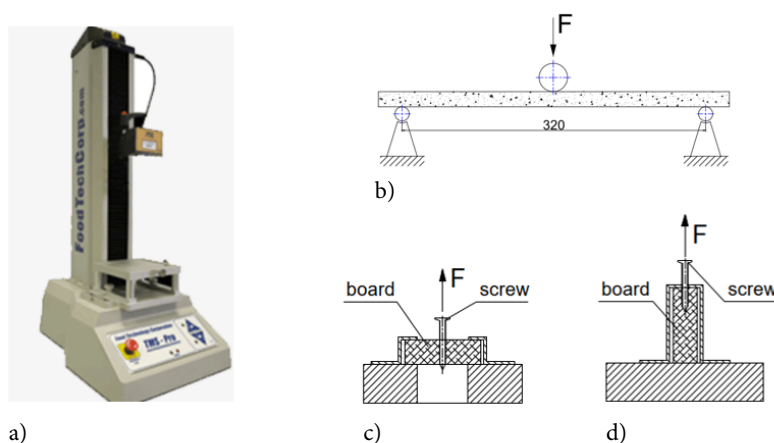 FoodTechCorp.com
TMS - Pro
a)
F
320
b)
F
board
screw
c)
F
board
screw
d)